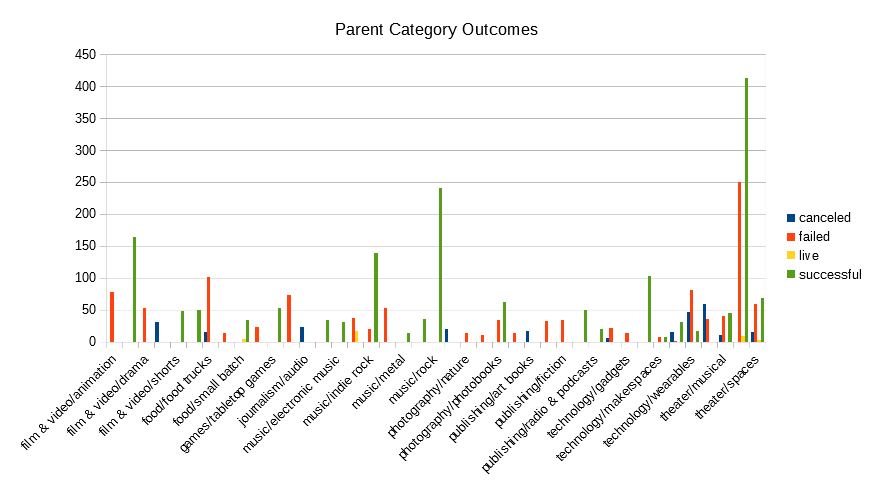 Parent Category Outcomes
450
400
350
300
250
200
150
100
50
0
canceled
failed
live
successful
film & video/animation
film & video/drama
film & video/shorts
food/food trucks
food/small batch
games/tabletop games
journalism/audio
music/electronic music
music/indie rock
music/metal
music/rock
photography/nature
photography/photobooks
publishing/art books
publishing/fiction
publishing/radio & podcasts
technology/gadgets
technology/makerspaces
technology/wearables
theater/musical
theater/spaces